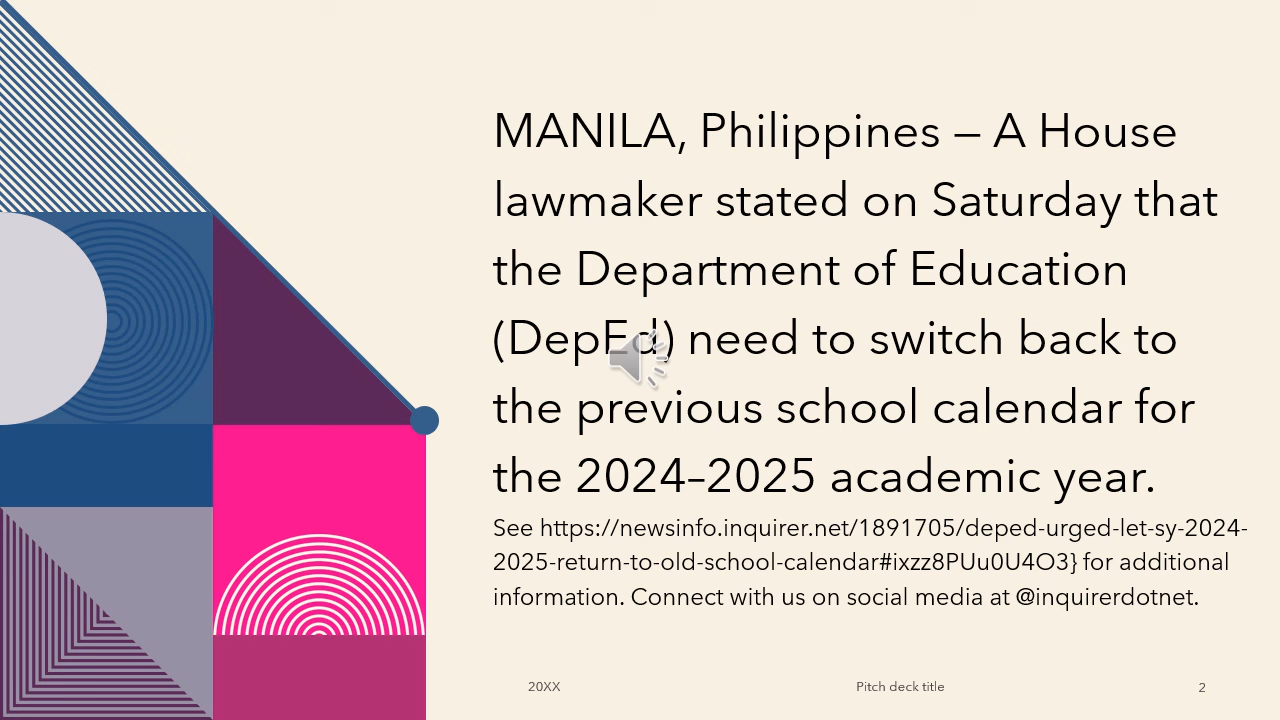 MANILA, Philippines – A House
lawmaker stated on Saturday that
the Department of Education
(DepEd) need to switch back to
the previous school calendar for
the 2024–2025 academic year.
See https://newsinfo.inquirer.net/1891705/deped-urged-let-sy-2024-
2025-return-to-old-school-calendar#ixzz8PUu0U4O3} for additional
information. Connect with us on social media at @inquirerdotnet.
20XX
Pitch deck title
2